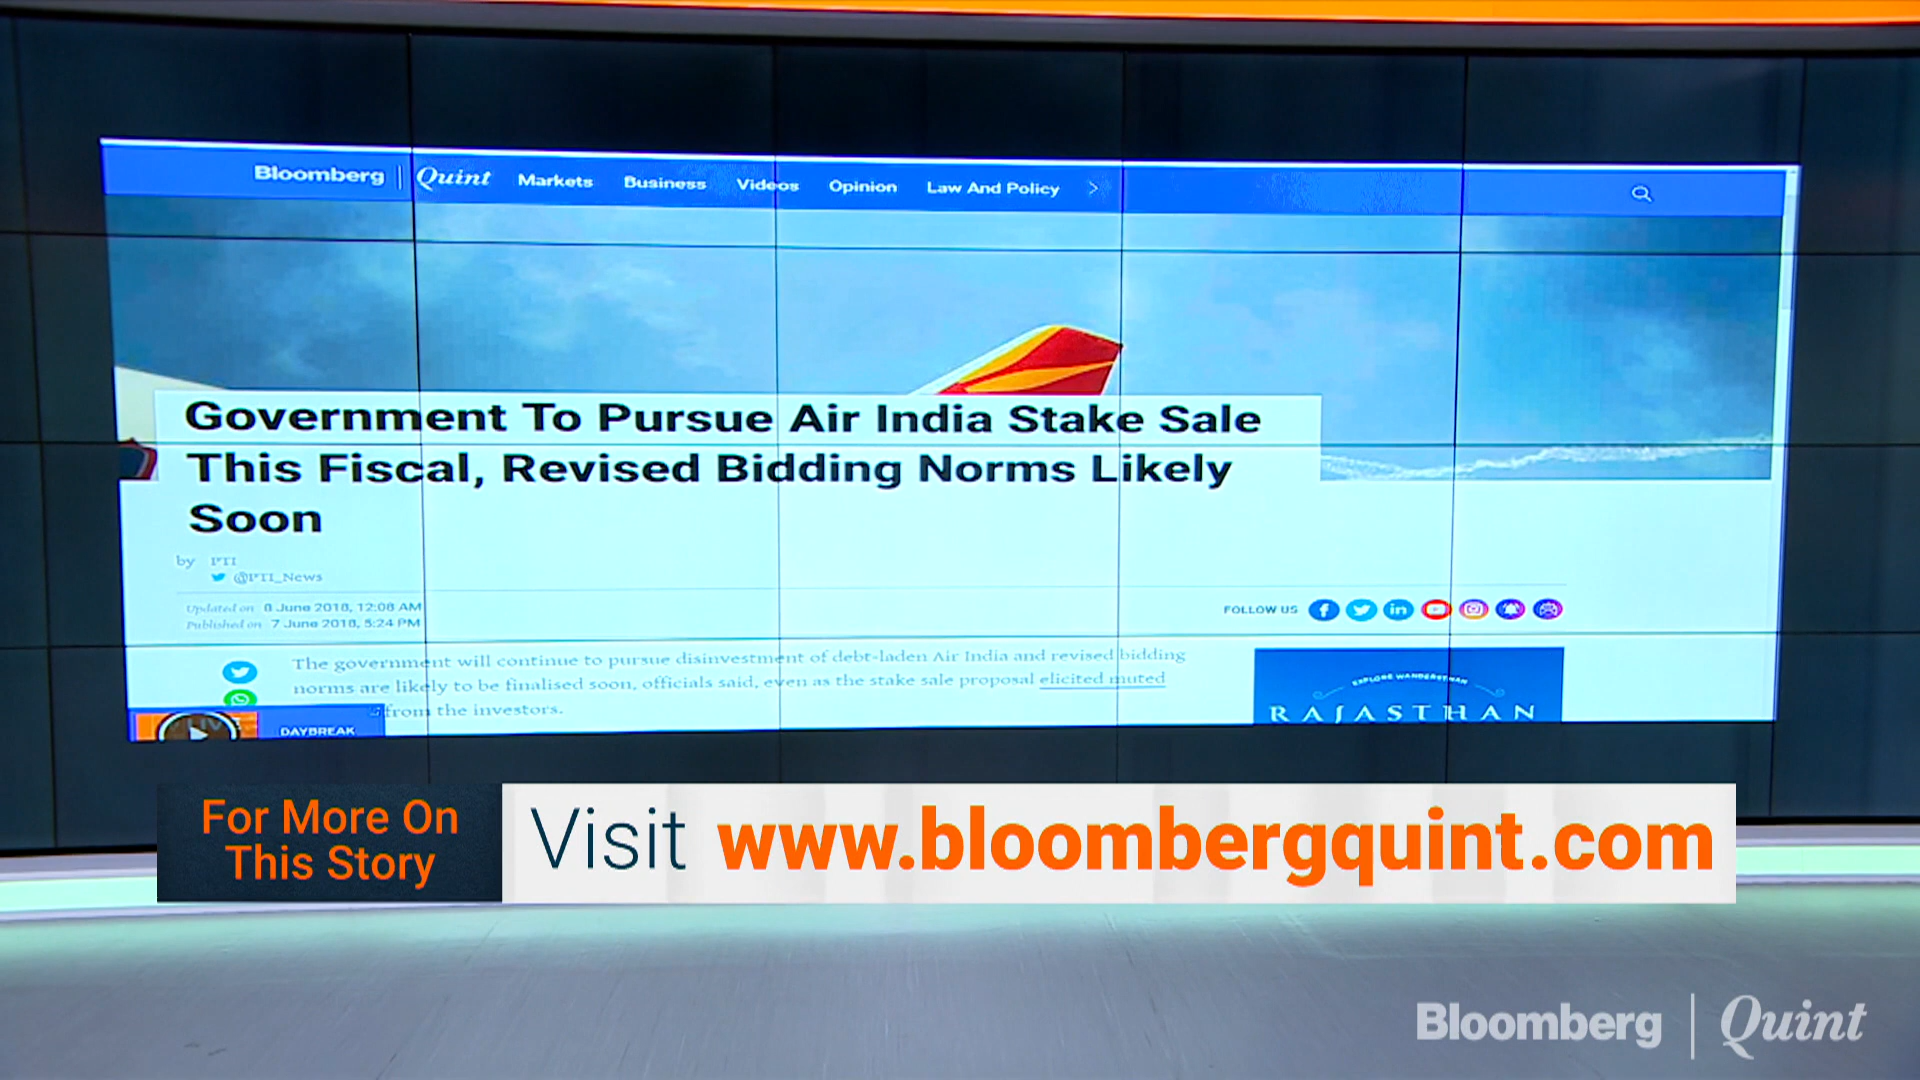 Bloomberg | Quint Markets Business Videos Opinion Law And Policy >
Government To Pursue Air India Stake Sale
This Fiscal, Revised Bidding Norms Likely
Soon
by PTI
@PTI_News
Updated on 8 June 2018, 12:08 AM
Published on 7 June 2018, 5:24 PM
FOLLOW US
The government will continue to pursue disinvestment of debt-laden Air India and revised bidding
norms are likely to be finalised soon, officials said, even as the stake sale proposal elicited muted
from the investors.
EXPLORE WANDERSTHAN
RAJASTHAN
DAYBREAK
For More On
This Story
Visit www.bloombergquint.com
Bloomberg | Quint